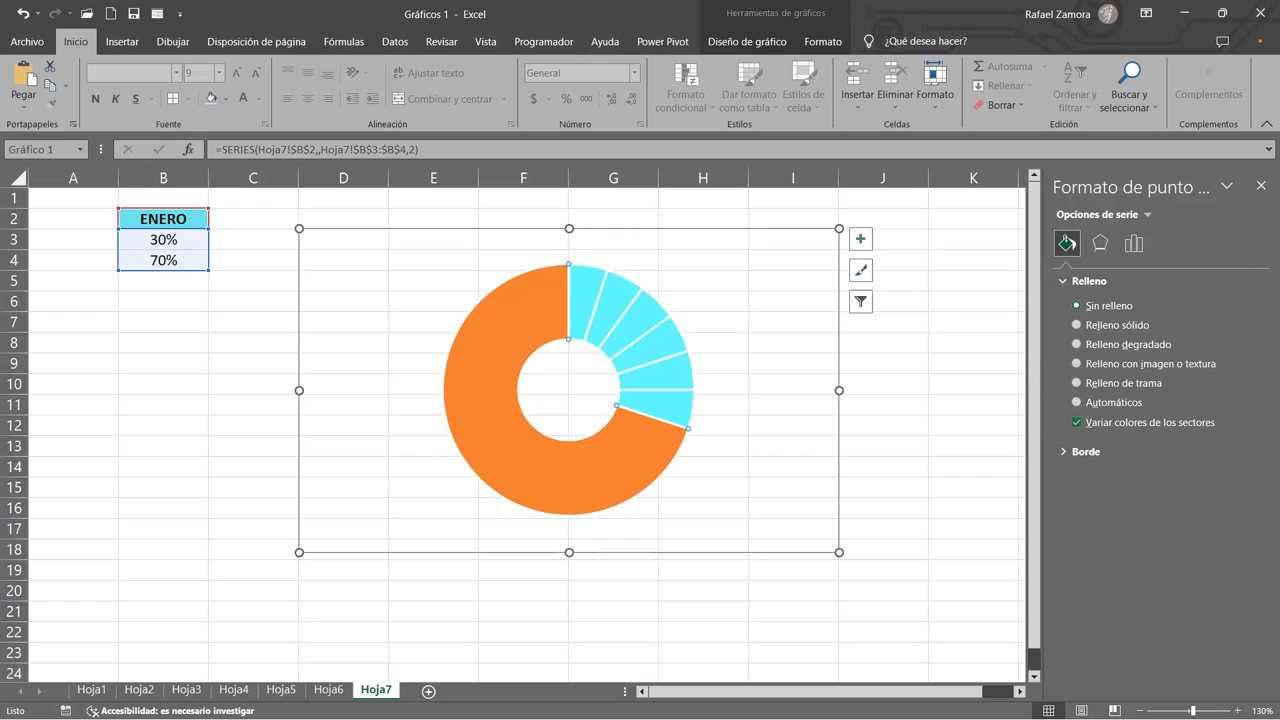 Gráficos 1 - Excel
Herramientas de gráficos
Rafael Zamora
Archivo Inicio Insertar Dibujar Disposición de página Fórmulas Datos Revisar Vista Programador Ayuda Power Pivot Diseño de gráfico Formato ¿Qué desea hacer?
Pegar
9
Ajustar texto
General
Formato condicional
Dar formato como tabla
Estilos de celda
Insertar
Eliminar
Formato
Autosuma
Rellenar
Borrar
Ordenar y filtrar
Buscar y seleccionar
Complementos
N K S
Combinar y centrar
$ % 000
Portapapeles Fuente Alineación Número Estilos Celdas Edición Complementos
Gráfico 1 fx =SERIES(Hoja7!$B$2,,Hoja7!$B$3:$B$4,2)
A B C D E F G H I J K
1
2 ENERO
3 30%
4 70%
5
6
7
8
9
10
11
12
13
14
15
16
17
18
19
20
21
22
23
24
Formato de punto ...
Opciones de serie
Relleno
Sin relleno
Relleno sólido
Relleno degradado
Relleno con imagen o textura
Relleno de trama
Automáticos
Variar colores de los sectores
Borde
Hoja1 Hoja2 Hoja3 Hoja4 Hoja5 Hoja6 Hoja7
Listo Accesibilidad: es necesario investigar 130%